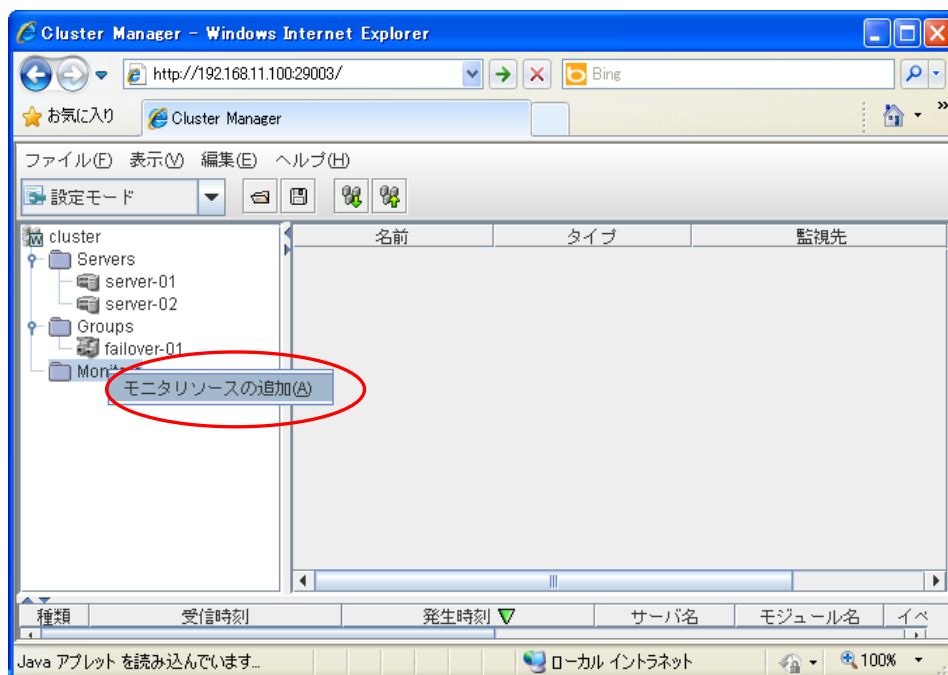 Cluster Manager - Windows Internet Explorer
http://192.168.11.100:29003/
Bing
お気に入り
Cluster Manager
ファイル(F) 表示(V) 編集(E) ヘルプ(H)
設定モード
cluster
名前 タイプ 監視先
Servers
server-01
server-02
Groups
failover-01
モニタリソースの追加(A)
種類 受信時刻 発生時刻 サーバ名 モジュール名 イベ
Java アプレット を読み込んでいます...
ローカル イントラネット
100%